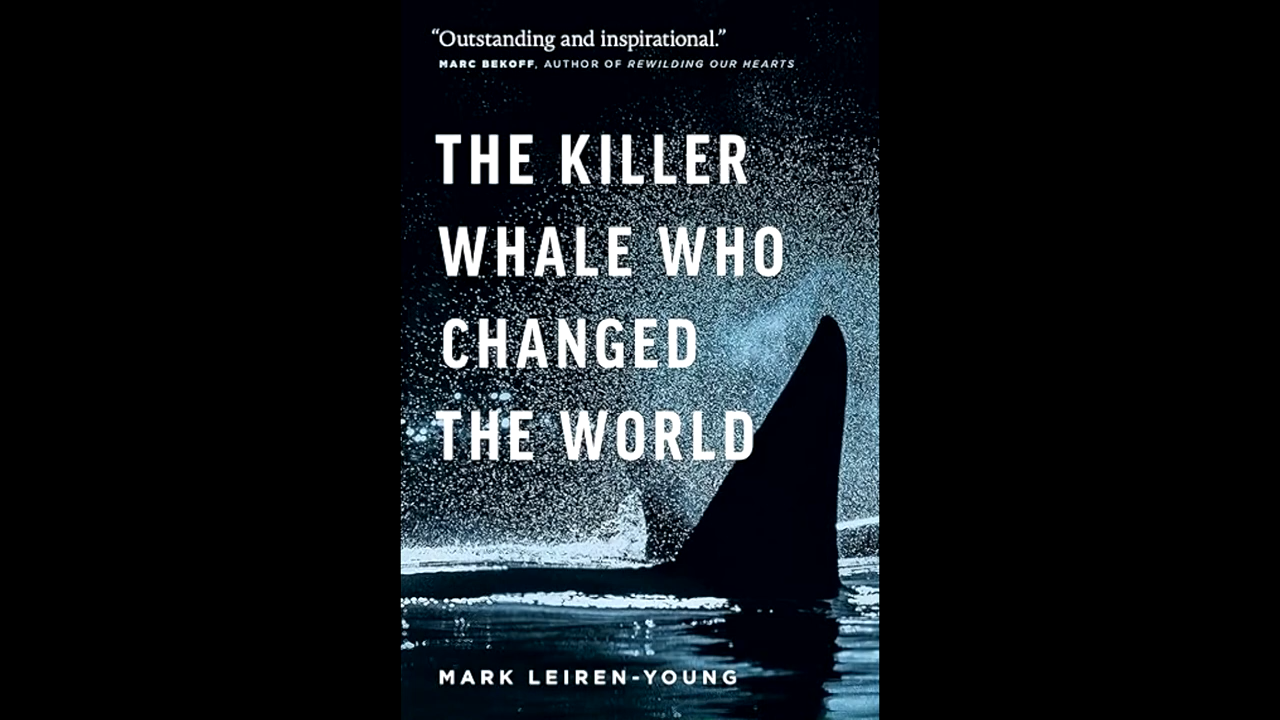 “Outstanding and inspirational.”
MARC BEKOFF, AUTHOR OF REWILDING OUR HEARTS
THE KILLER
WHALE WHO
CHANGED
THE WORLD
MARK LEIREN-YOUNG